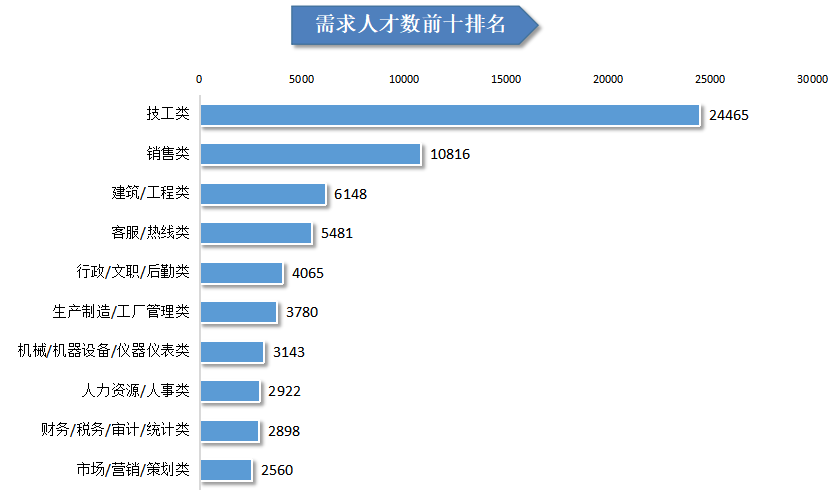 需求人才数前十排名
0 5000 10000 15000 20000 25000 30000
技工类 24465
销售类 10816
建筑/工程类 6148
客服/热线类 5481
行政/文职/后勤类 4065
生产制造/工厂管理类 3780
机械/机器设备/仪器仪表类 3143
人力资源/人事类 2922
财务/税务/审计/统计类 2898
市场/营销/策划类 2560